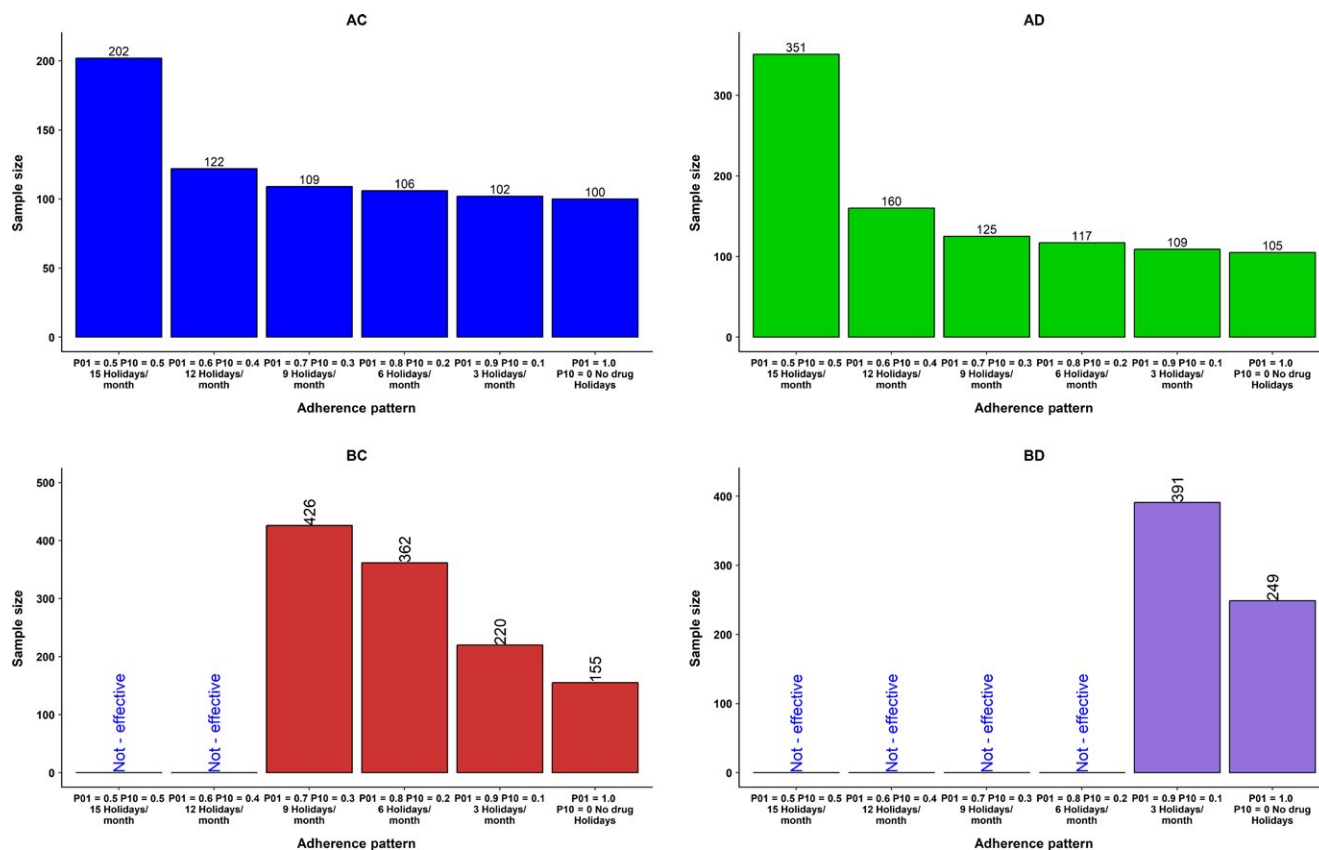 AC
Sample size
200
150
100
50
0
202
122
109
106
102
100
P01 = 0.5 P10 = 0.5
15 Holidays/
month
P01 = 0.6 P10 = 0.4
12 Holidays/
month
P01 = 0.7 P10 = 0.3
9 Holidays/
month
P01 = 0.8 P10 = 0.2
6 Holidays/
month
P01 = 0.9 P10 = 0.1
3 Holidays/
month
P01 = 1.0
P10 = 0 No drug
Holidays
Adherence pattern
AD
Sample size
300
200
100
0
351
160
125
117
109
105
P01 = 0.5 P10 = 0.5
15 Holidays/
month
P01 = 0.6 P10 = 0.4
12 Holidays/
month
P01 = 0.7 P10 = 0.3
9 Holidays/
month
P01 = 0.8 P10 = 0.2
6 Holidays/
month
P01 = 0.9 P10 = 0.1
3 Holidays/
month
P01 = 1.0
P10 = 0 No drug
Holidays
Adherence pattern
BC
Sample size
500
400
300
200
100
0
Not - effective
Not - effective
426
362
220
155
P01 = 0.5 P10 = 0.5
15 Holidays/
month
P01 = 0.6 P10 = 0.4
12 Holidays/
month
P01 = 0.7 P10 = 0.3
9 Holidays/
month
P01 = 0.8 P10 = 0.2
6 Holidays/
month
P01 = 0.9 P10 = 0.1
3 Holidays/
month
P01 = 1.0
P10 = 0 No drug
Holidays
Adherence pattern
BD
Sample size
400
300
200
100
0
Not - effective
Not - effective
Not - effective
Not - effective
391
249
P01 = 0.5 P10 = 0.5
15 Holidays/
month
P01 = 0.6 P10 = 0.4
12 Holidays/
month
P01 = 0.7 P10 = 0.3
9 Holidays/
month
P01 = 0.8 P10 = 0.2
6 Holidays/
month
P01 = 0.9 P10 = 0.1
3 Holidays/
month
P01 = 1.0
P10 = 0 No drug
Holidays
Adherence pattern